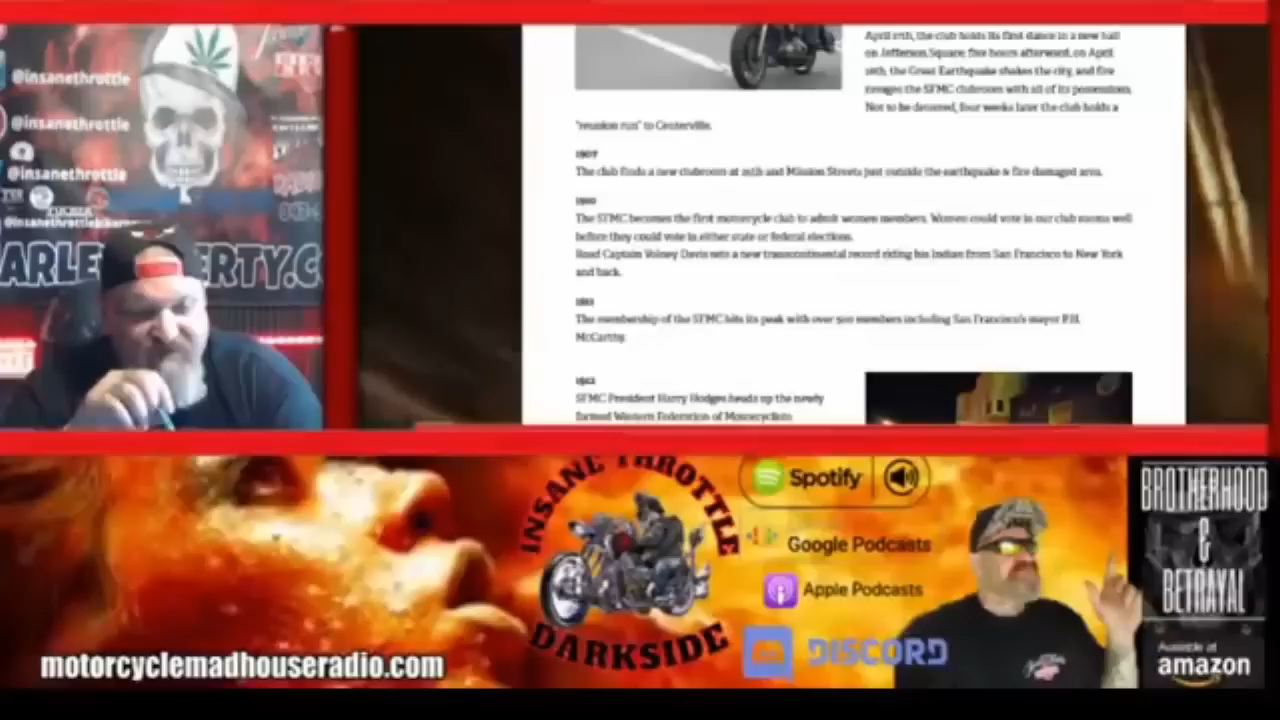 @insanethrottle
@insanethrottle
@insanethrottle
April 17th, the club holds its first dance in a new hall
on Jefferson Square five hours afterward, on April
18th, the Great Earthquake shakes the city, and fire
ravages the SFMC clubroom with all of its possessions.
Not to be deterred, four weeks later the club holds a
"reunion run" to Centerville.
1907
The club finds a new clubroom at 25th and Mission Streets just outside the earthquake & fire damaged area.
The SFMC becomes the first motorcycle club to admit women members. Women could vote in our club rooms well
before they could vote in either state or federal elections.
Road Captain Volney Davis sets a new transcontinental record riding his Indian from San Francisco to New York
and back.
The membership of the SFMC hits its peak with over 500 members including San Francisco's mayor P.H.
McCarthy.
SFMC President Harry Hodges heads up the newly
formed Western Federation of Motorcyclists
INSANE THROTTLE
DARKSIDE
Spotify
Google Podcasts
Apple Podcasts
DISCORD
motorcyclemadhouseradio.com
BROTHERHOOD
&
BETRAYAL
Available at
amazon